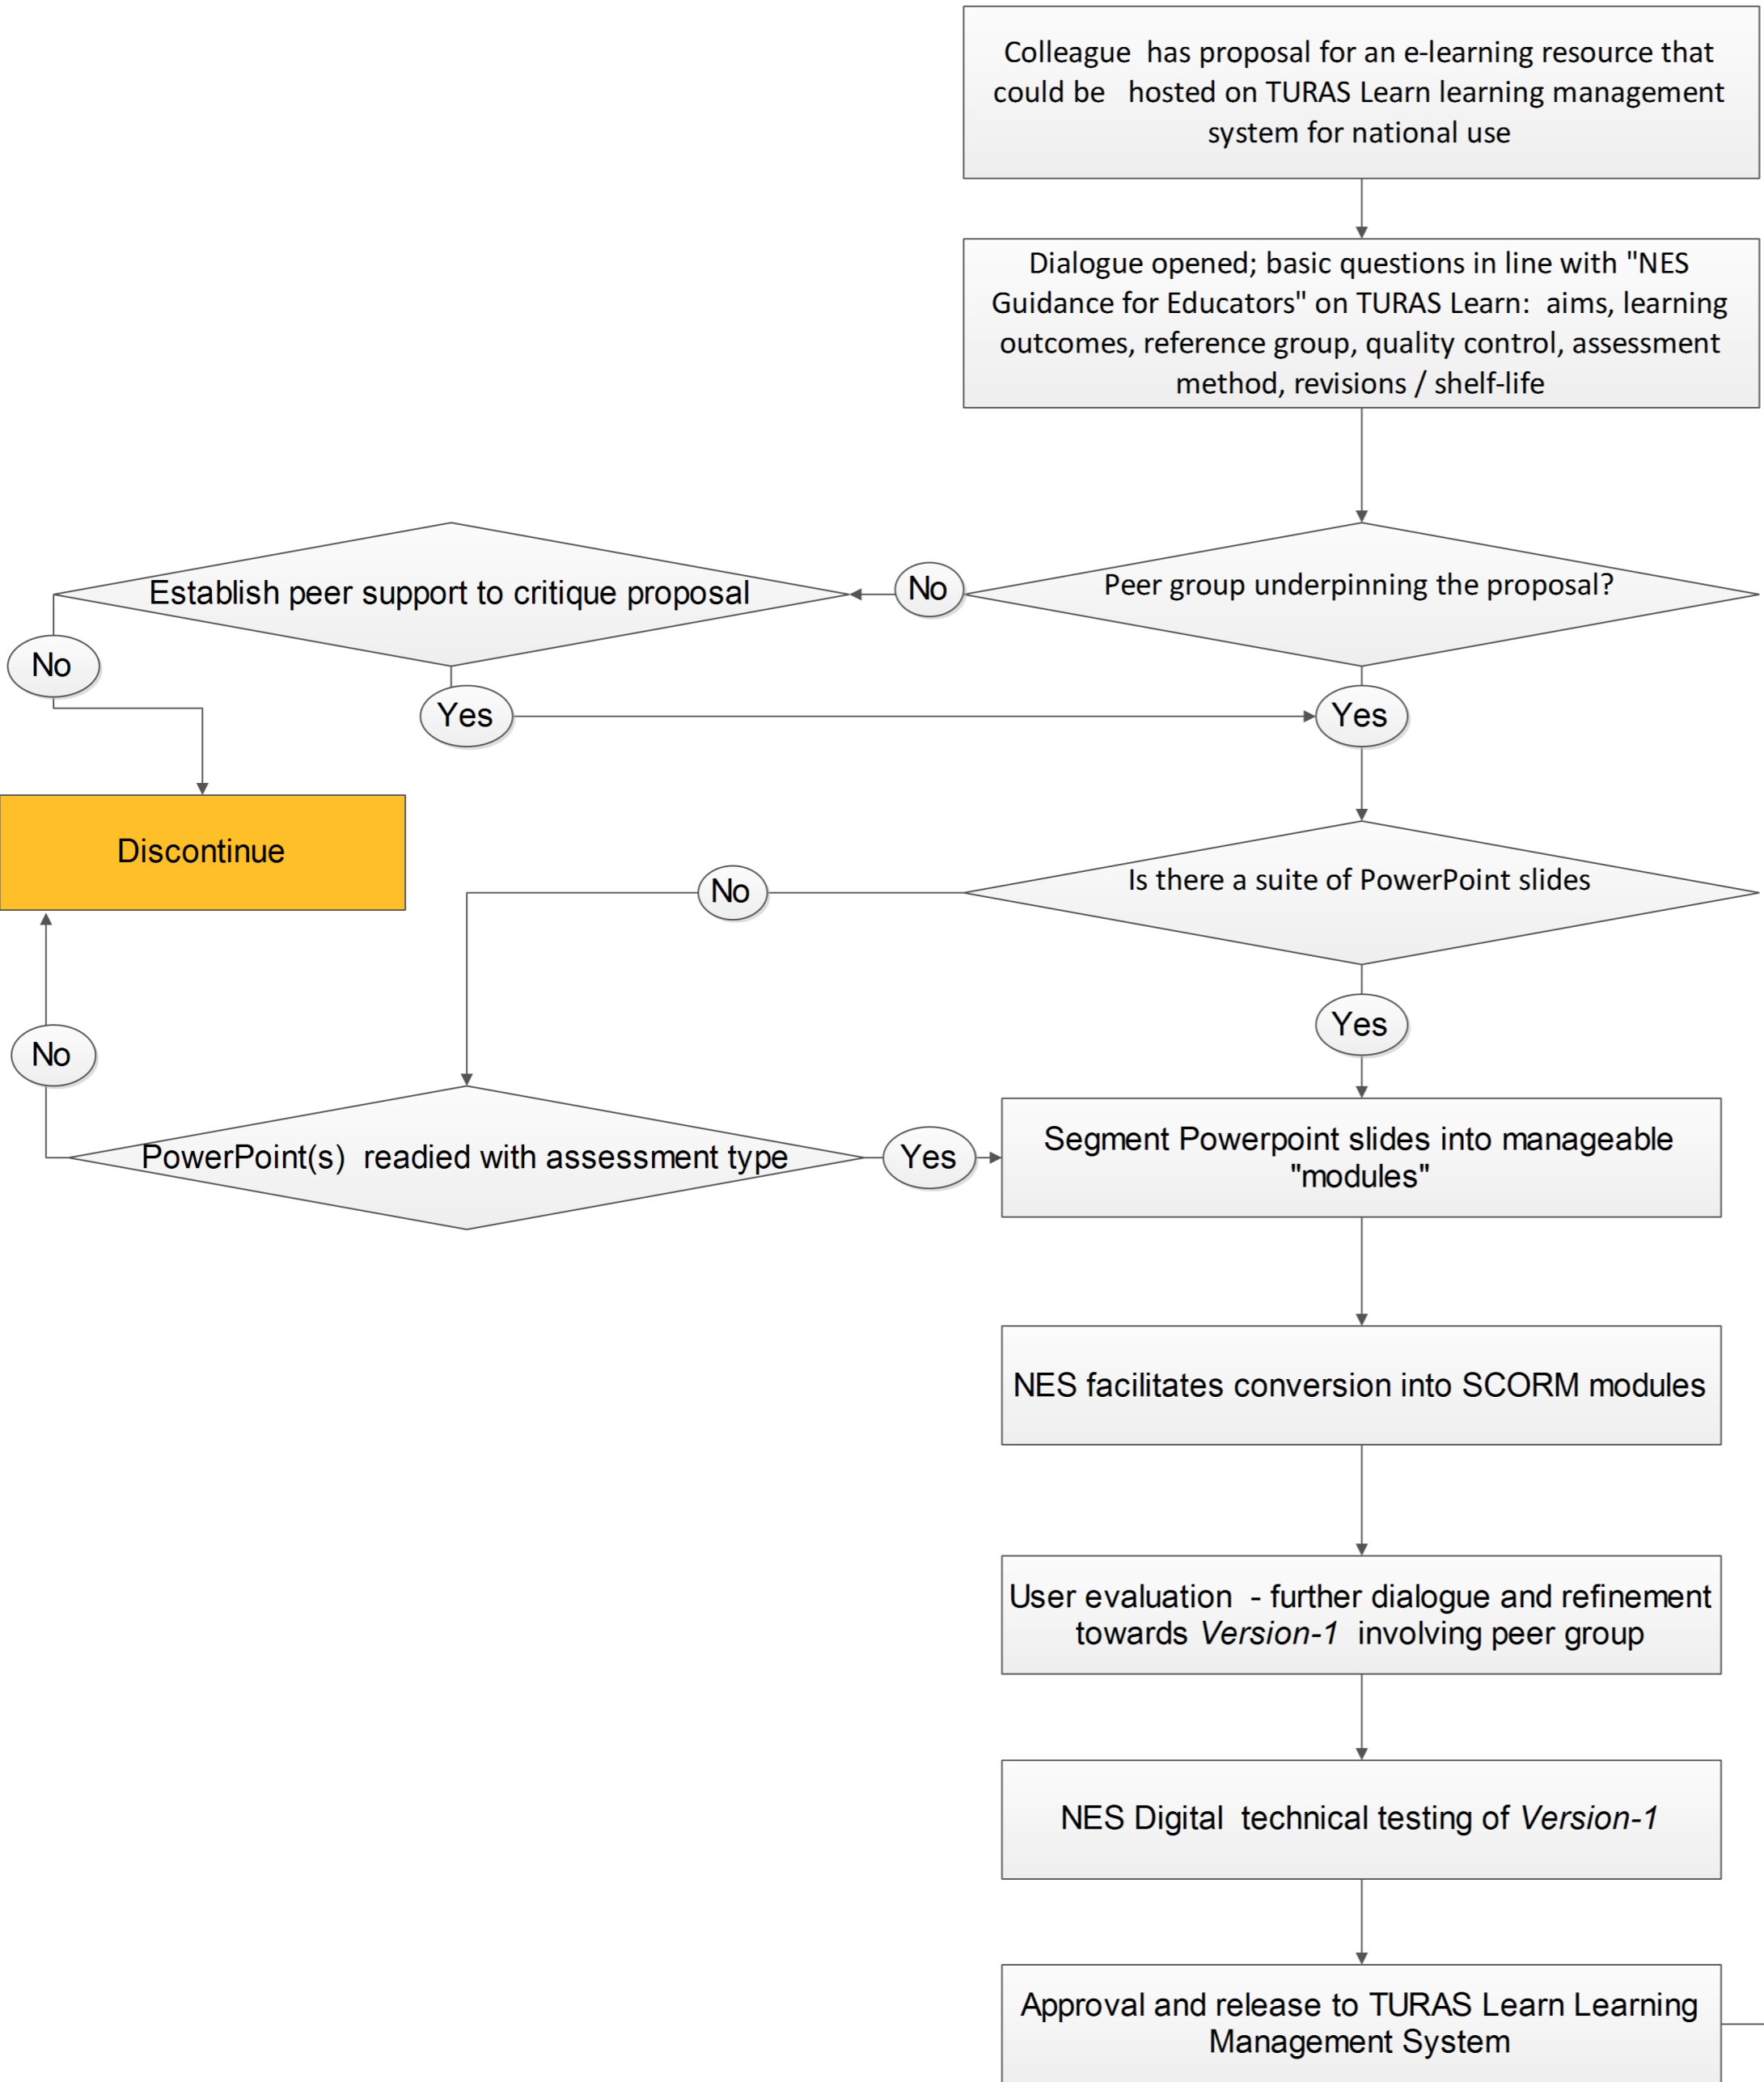 Colleague has proposal for an e-learning resource that
could be hosted on TURAS Learn learning management
system for national use
Dialogue opened; basic questions in line with "NES
Guidance for Educators" on TURAS Learn: aims, learning
outcomes, reference group, quality control, assessment
method, revisions / shelf-life
Establish peer support to critique proposal
No
Peer group underpinning the proposal?
No
Yes
Yes
Discontinue
No
Is there a suite of PowerPoint slides
Yes
No
PowerPoint(s) readied with assessment type
Yes
Segment Powerpoint slides into manageable
"modules"
NES facilitates conversion into SCORM modules
User evaluation - further dialogue and refinement
towards Version-1 involving peer group
NES Digital technical testing of Version-1
Approval and release to TURAS Learn Learning
Management System